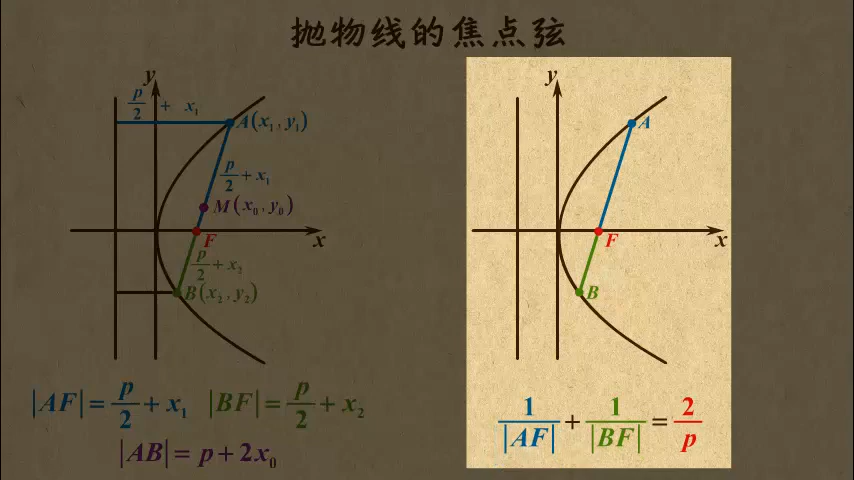 抛物线的焦点弦
y
p/2 + x₁
A(x₁, y₁)
p/2 + x₁
M(x₀, y₀)
F
x
p/2 + x₂
B(x₂, y₂)
|AF| = p/2 + x₁
|BF| = p/2 + x₂
|AB| = p + 2x₀
y
A
F
x
B
1/|AF| + 1/|BF| = 2/p